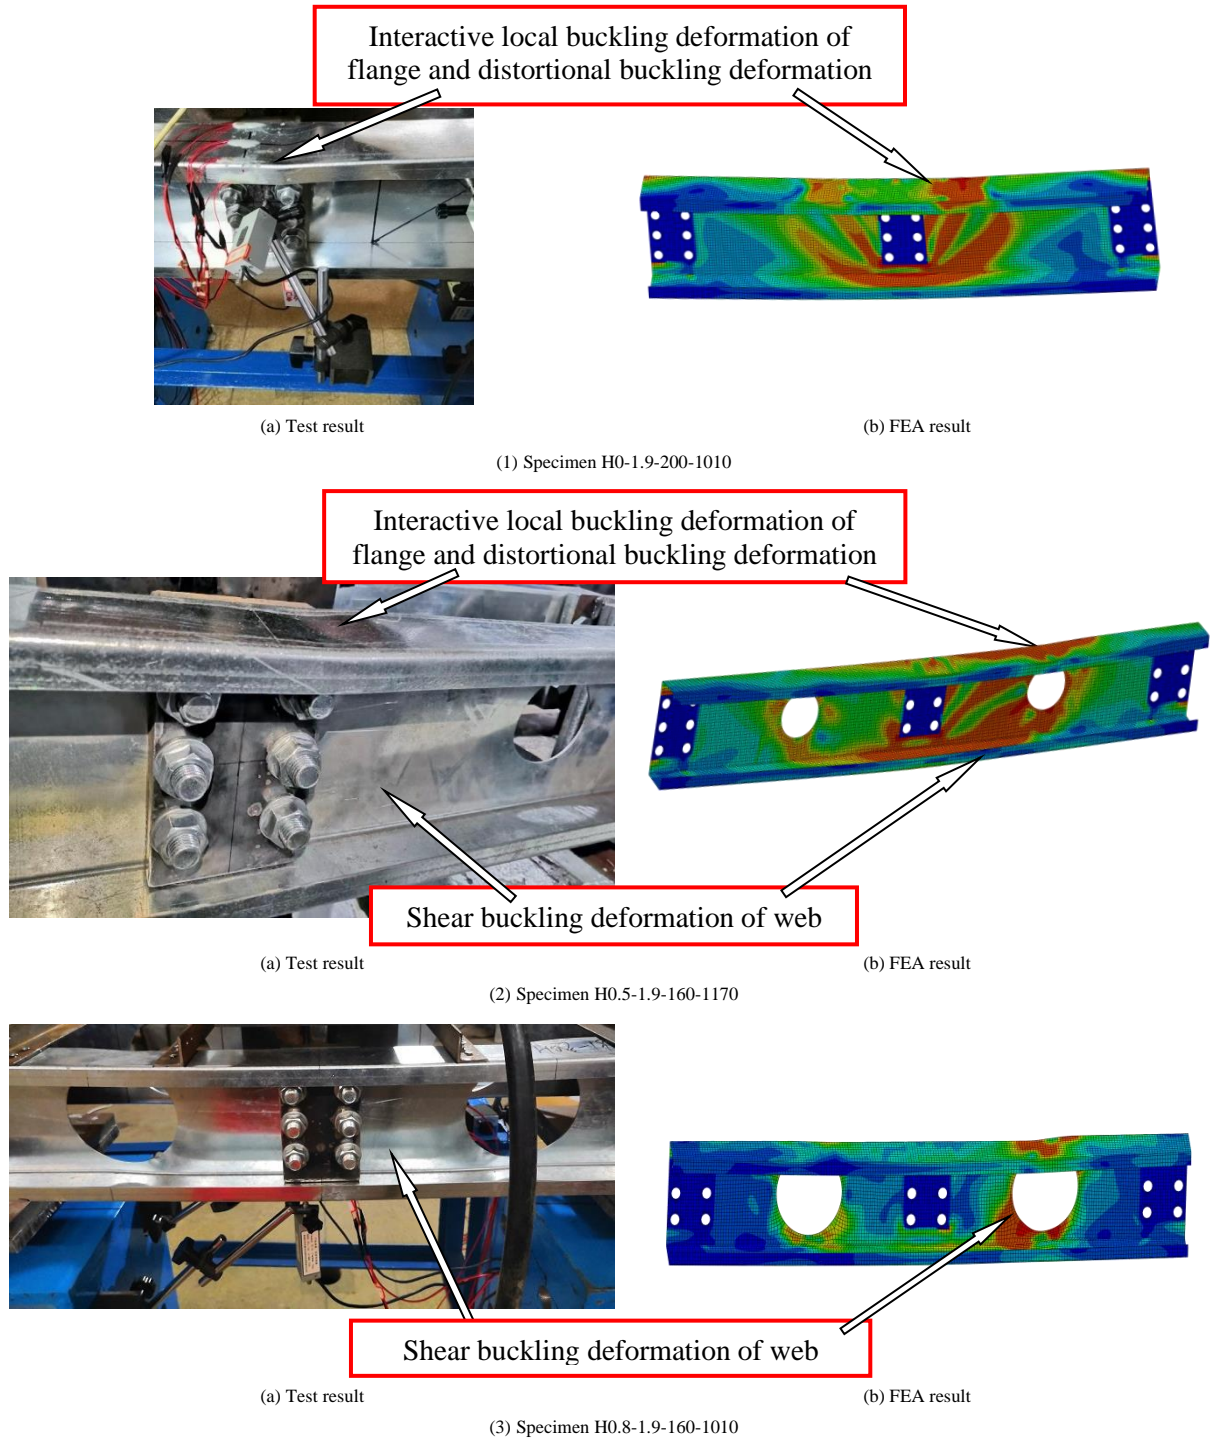 Interactive local buckling deformation of
flange and distortional buckling deformation
(a) Test result
(b) FEA result
(1) Specimen H0-1.9-200-1010
Interactive local buckling deformation of
flange and distortional buckling deformation
Shear buckling deformation of web
(a) Test result
(b) FEA result
(2) Specimen H0.5-1.9-160-1170
Shear buckling deformation of web
(a) Test result
(b) FEA result
(3) Specimen H0.8-1.9-160-1010